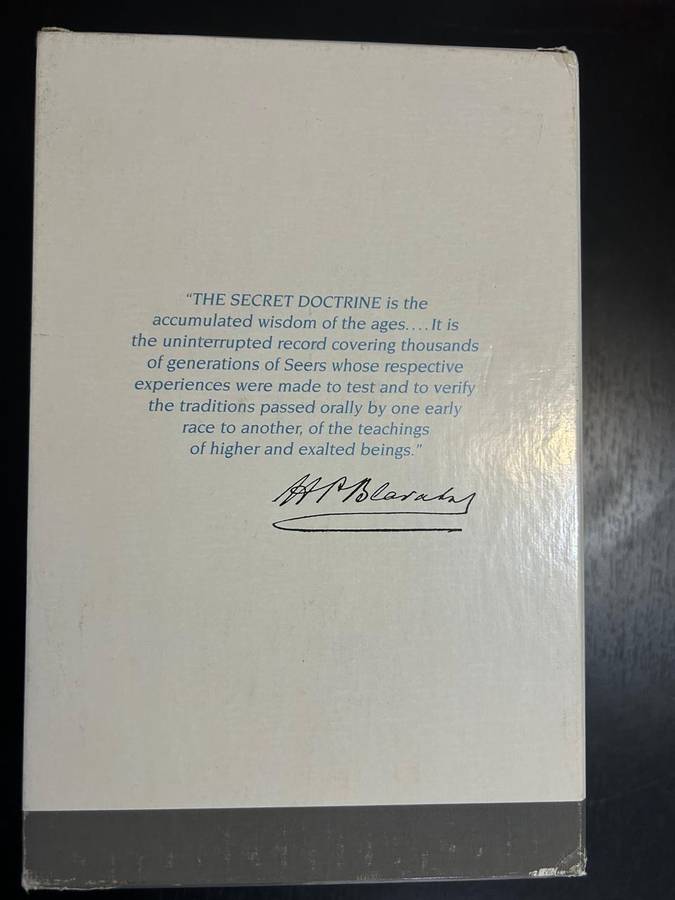 “THE SECRET DOCTRINE is the
accumulated wisdom of the ages....It is
the uninterrupted record covering thousands
of generations of Seers whose respective
experiences were made to test and to verify
the traditions passed orally by one early
race to another, of the teachings
of higher and exalted beings.”
H P Blavatsky